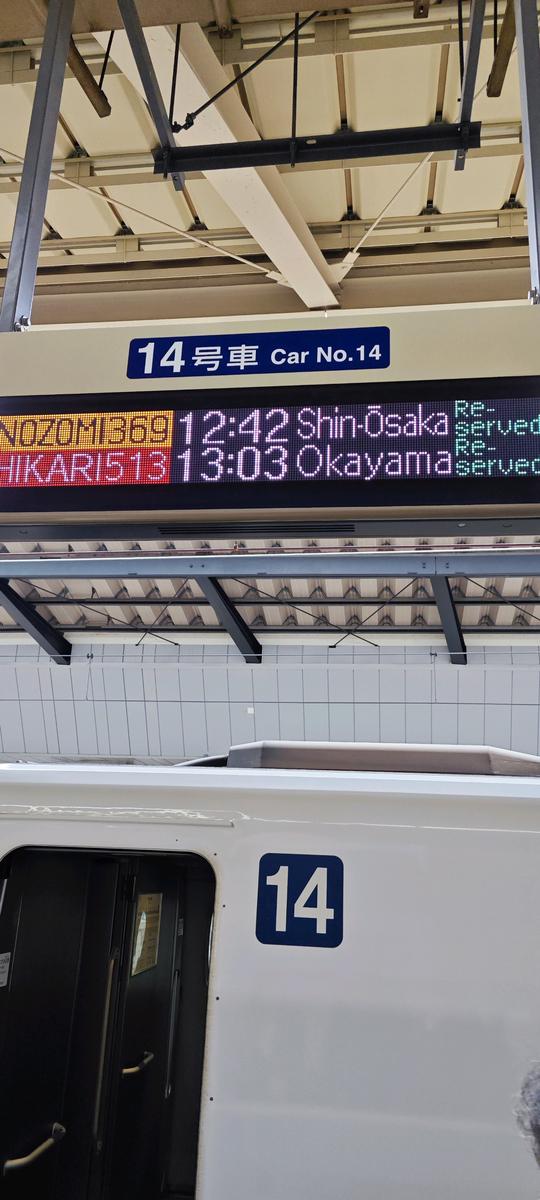 14号車 Car No.14
NOZOMI369 12:42 Shin-Ōsaka Re-served
HIKARI513 13:03 Okayama Re-served
14